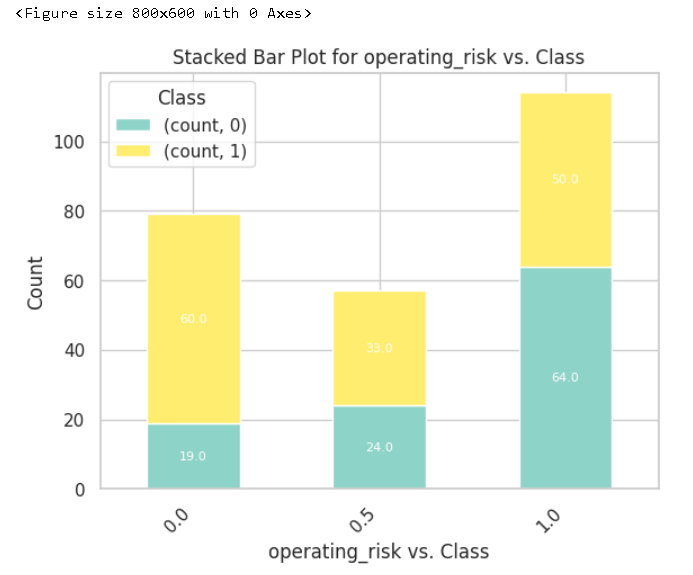 <Figure size 800x600 with 0 Axes>
Stacked Bar Plot for operating_risk vs. Class
Class
(count, 0)
(count, 1)
100
80
60
40
20
0
Count
60.0
19.0
33.0
24.0
50.0
64.0
0.0
0.5
1.0
operating_risk vs. Class